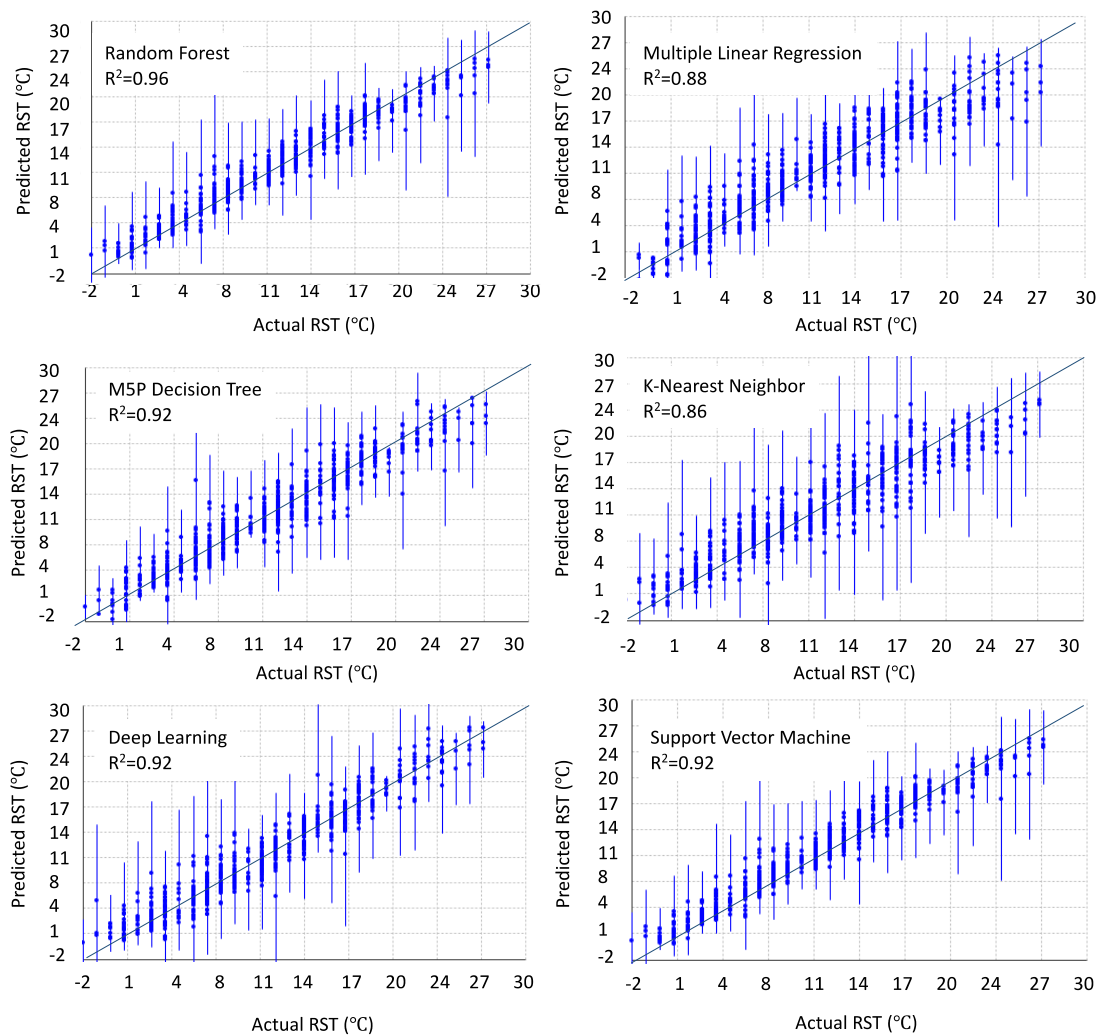 30
27
24
20
17
14
11
8
4
1
-2
Predicted RST (℃)
Random Forest
R²=0.96
-2 1 4 8 11 14 17 20 24 27 30
Actual RST (℃)
30
27
24
20
17
14
11
8
4
1
-2
Predicted RST (℃)
Multiple Linear Regression
R²=0.88
-2 1 4 8 11 14 17 20 24 27 30
Actual RST (℃)
30
27
24
20
17
14
11
8
4
1
-2
Predicted RST (℃)
M5P Decision Tree
R²=0.92
1 4 8 11 14 17 20 24 27 30
Actual RST (℃)
30
27
24
20
17
14
11
8
4
1
-2
Predicted RST (℃)
K-Nearest Neighbor
R²=0.86
-2 1 4 8 11 14 17 20 24 27 30
Actual RST (℃)
30
27
24
20
17
14
11
8
4
1
-2
Predicted RST (℃)
Deep Learning
R²=0.92
-2 1 4 8 11 14 17 20 24 27 30
Actual RST (℃)
30
27
24
20
17
14
11
8
4
1
-2
Predicted RST (℃)
Support Vector Machine
R²=0.92
-2 1 4 8 11 14 17 20 24 27 30
Actual RST (℃)